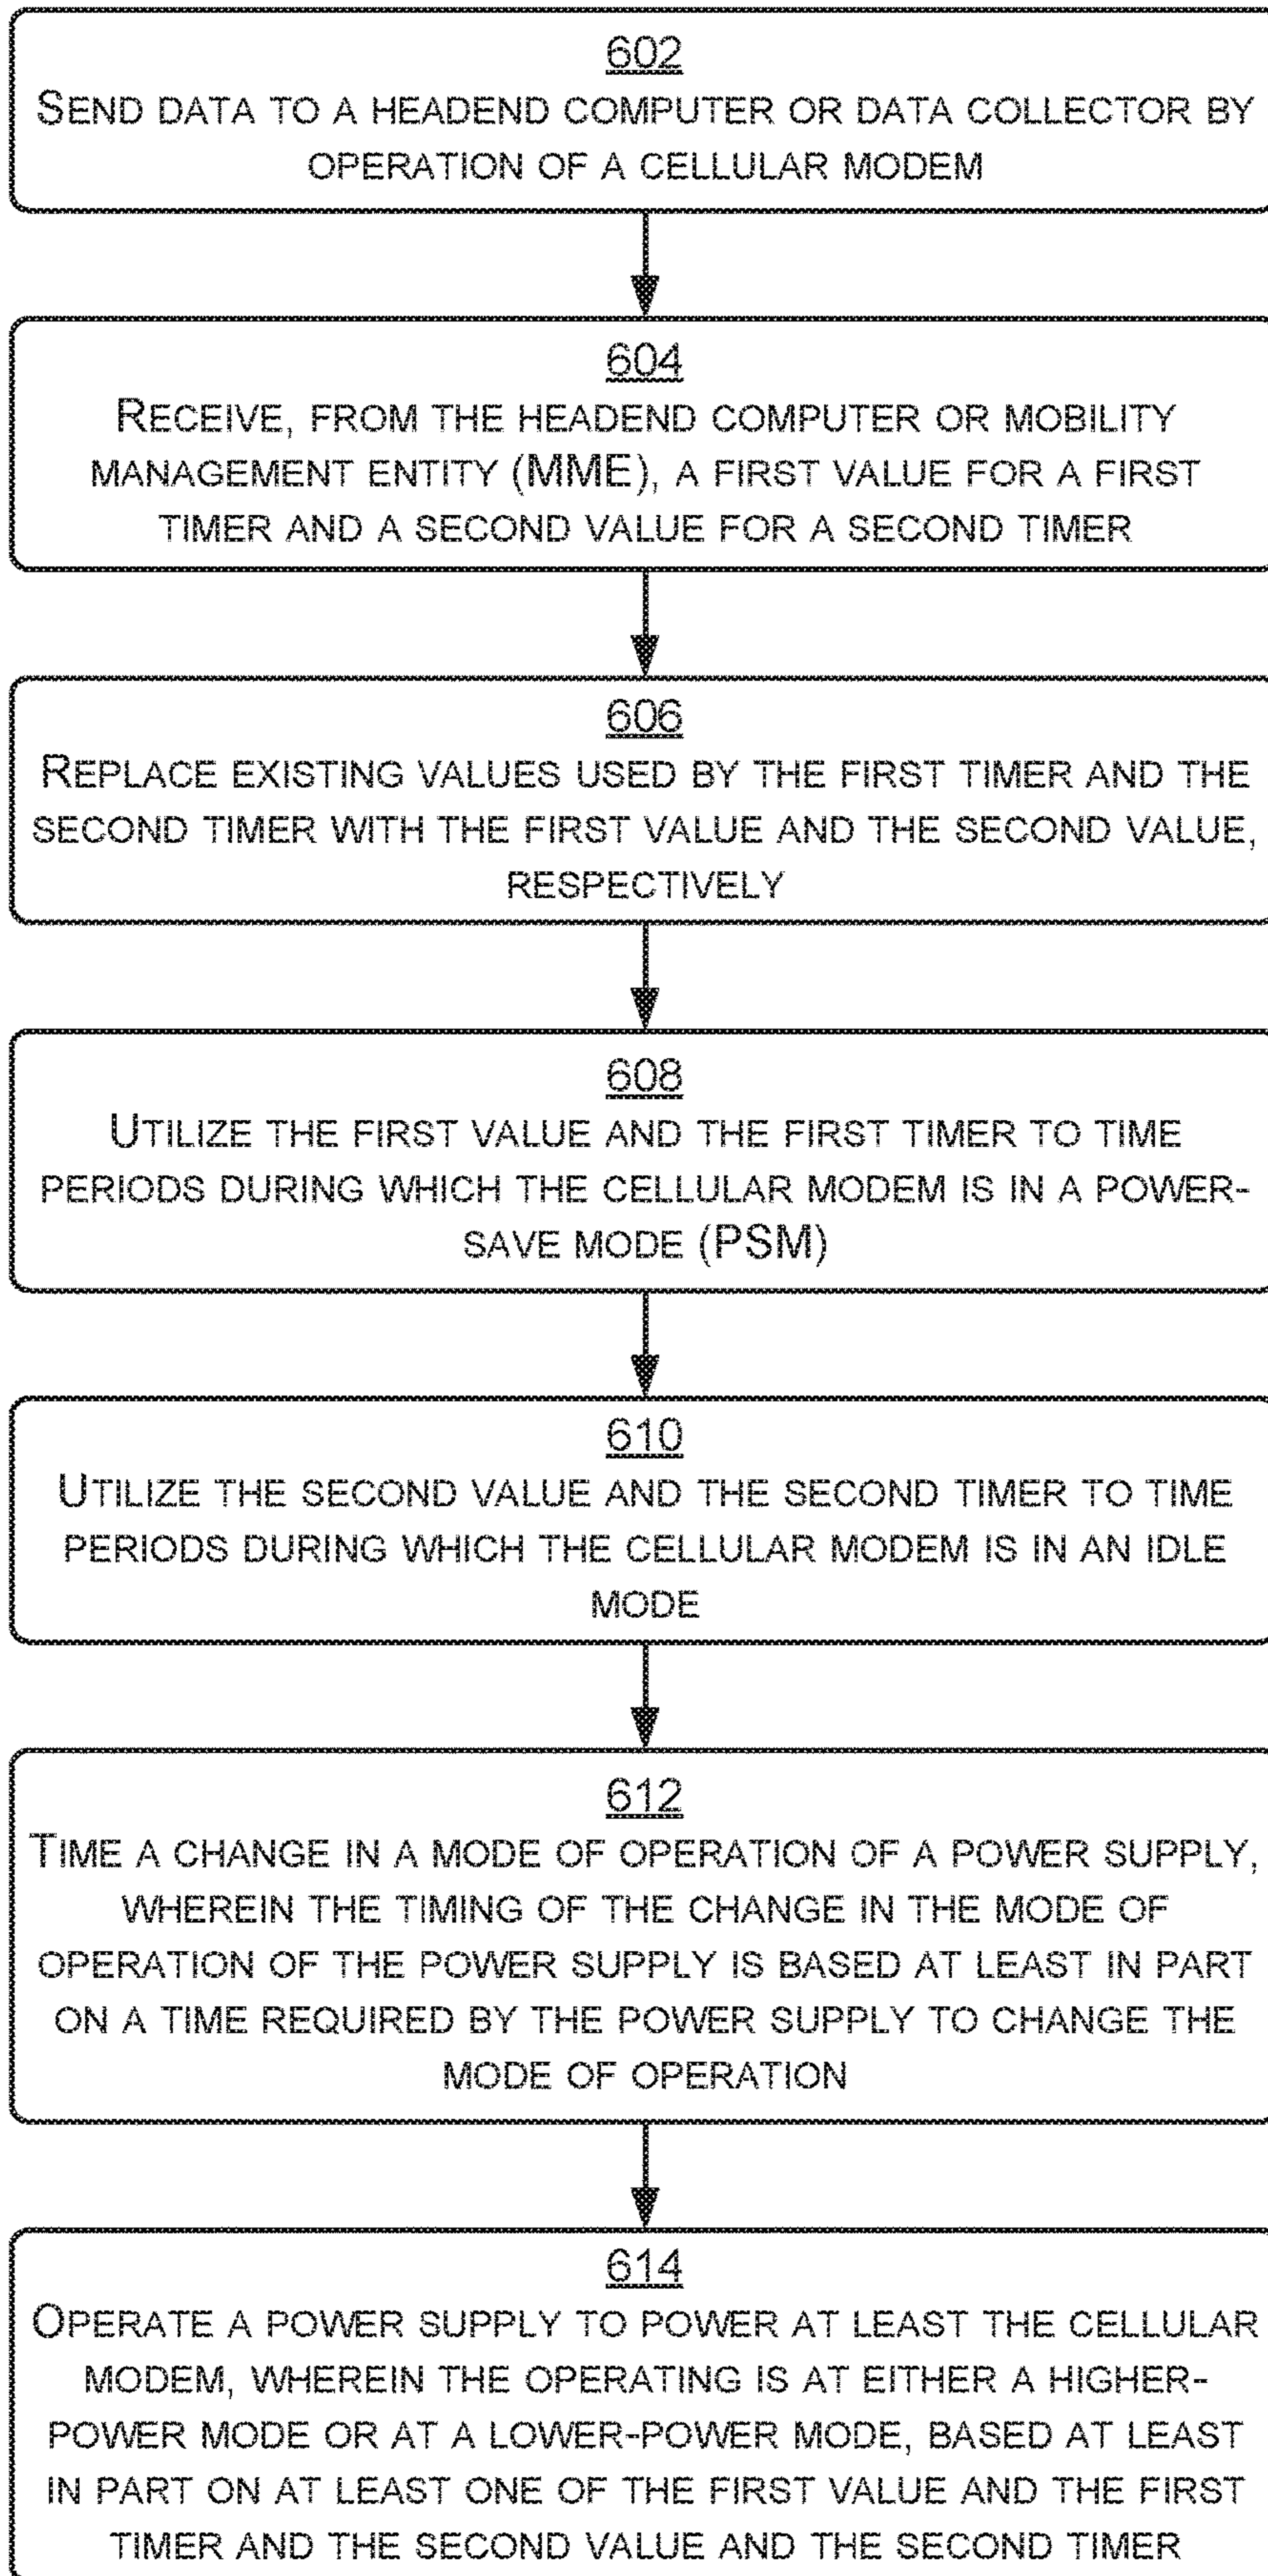 602
SEND DATA TO A HEADEND COMPUTER OR DATA COLLECTOR BY
OPERATION OF A CELLULAR MODEM
604
RECEIVE, FROM THE HEADEND COMPUTER OR MOBILITY
MANAGEMENT ENTITY (MME), A FIRST VALUE FOR A FIRST
TIMER AND A SECOND VALUE FOR A SECOND TIMER
606
REPLACE EXISTING VALUES USED BY THE FIRST TIMER AND THE
SECOND TIMER WITH THE FIRST VALUE AND THE SECOND VALUE,
RESPECTIVELY
608
UTILIZE THE FIRST VALUE AND THE FIRST TIMER TO TIME
PERIODS DURING WHICH THE CELLULAR MODEM IS IN A POWER-
SAVE MODE (PSM)
610
UTILIZE THE SECOND VALUE AND THE SECOND TIMER TO TIME
PERIODS DURING WHICH THE CELLULAR MODEM IS IN AN IDLE
MODE
612
TIME A CHANGE IN A MODE OF OPERATION OF A POWER SUPPLY,
WHEREIN THE TIMING OF THE CHANGE IN THE MODE OF
OPERATION OF THE POWER SUPPLY IS BASED AT LEAST IN PART
ON A TIME REQUIRED BY THE POWER SUPPLY TO CHANGE THE
MODE OF OPERATION
614
OPERATE A POWER SUPPLY TO POWER AT LEAST THE CELLULAR
MODEM, WHEREIN THE OPERATING IS AT EITHER A HIGHER-
POWER MODE OR AT A LOWER-POWER MODE, BASED AT LEAST
IN PART ON AT LEAST ONE OF THE FIRST VALUE AND THE FIRST
TIMER AND THE SECOND VALUE AND THE SECOND TIMER